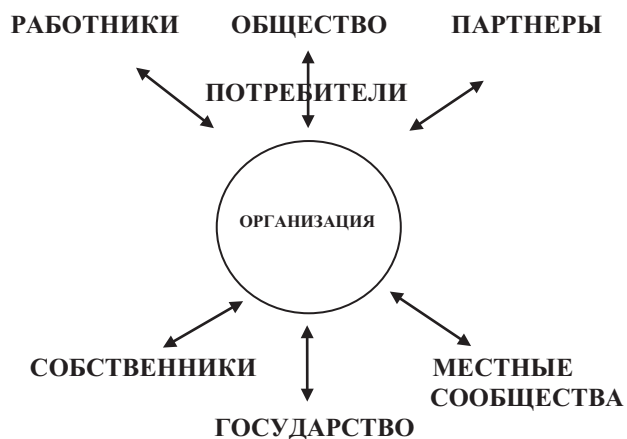 РАБОТНИКИ ОБЩЕСТВО ПАРТНЕРЫ
ПОТРЕБИТЕЛИ
ОРГАНИЗАЦИЯ
СОБСТВЕННИКИ МЕСТНЫЕ
СООБЩЕСТВА
ГОСУДАРСТВО